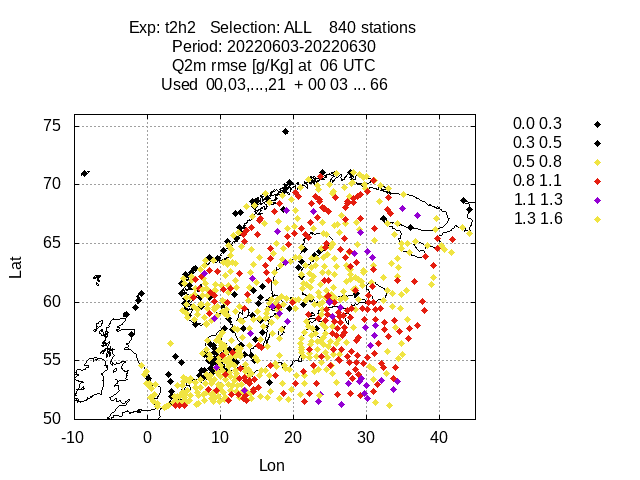 Exp: t2h2 Selection: ALL 840 stations
Period: 20220603-20220630
Q2m rmse [g/Kg] at 06 UTC
Used 00,03,...,21 + 00 03 ... 66
75
70
65
60
55
50
-10 0 10 20 30 40
Lat
Lon
0.0 0.3
0.3 0.5
0.5 0.8
0.8 1.1
1.1 1.3
1.3 1.6